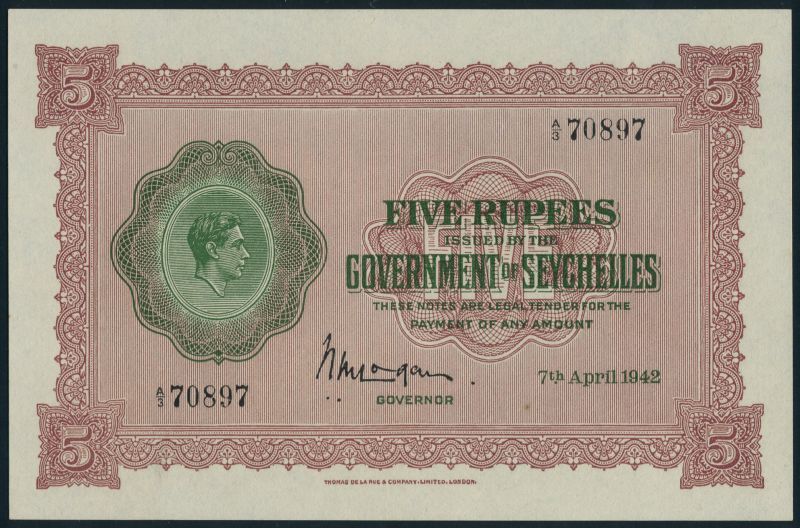 5 5
A/3 70897
FIVE RUPEES
ISSUED BY THE
GOVERNMENT OF SEYCHELLES
THESE NOTES ARE LEGAL TENDER FOR THE
PAYMENT OF ANY AMOUNT
7th April 1942
A/3 70897
GOVERNOR
5 5
THOMAS DE LA RUE & COMPANY, LIMITED, LONDON.